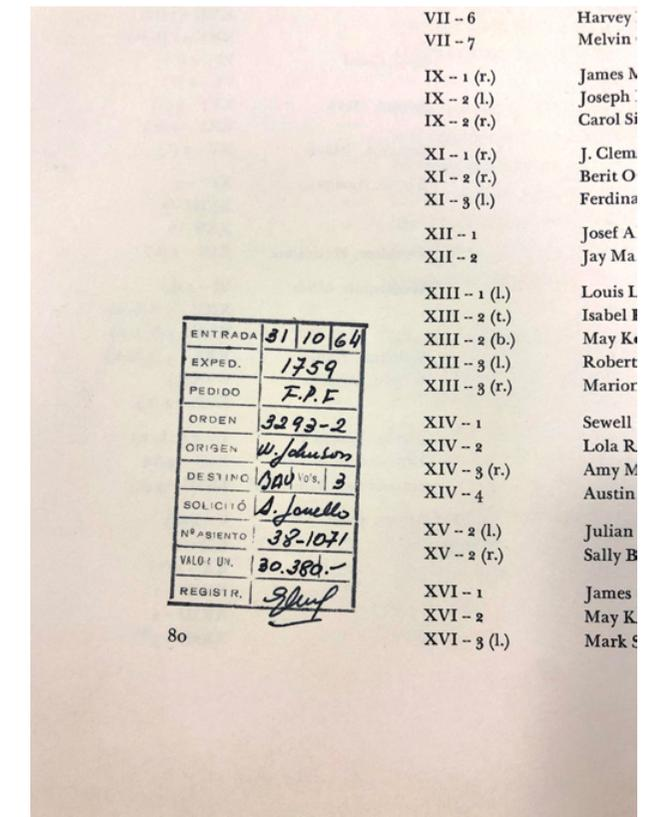 VII -- 6 Harvey
VII -- 7 Melvin
IX -- 1 (r.) James M
IX -- 2 (l.) Joseph
IX -- 2 (r.) Carol Si
XI -- 1 (r.) J. Clem
XI -- 2 (r.) Berit O
XI -- 3 (l.) Ferdina
XII -- 1 Josef A
XII -- 2 Jay Ma
XIII -- 1 (l.) Louis L
XIII -- 2 (t.) Isabel
XIII -- 2 (b.) May K
XIII -- 3 (l.) Robert
XIII -- 3 (r.) Marion
XIV -- 1 Sewell
XIV -- 2 Lola R
XIV -- 3 (r.) Amy M
XIV -- 4 Austin
XV -- 2 (l.) Julian
XV -- 2 (r.) Sally B
XVI -- 1 James
XVI -- 2 May K
XVI -- 3 (l.) Mark S
ENTRADA 31 10 64
EXPED. 1759
PEDIDO F.P.F
ORDEN 3293-2
ORIGEN W. Johnson
DESTINO BAU Vo's. 3
SOLICITÓ
Nº ASIENTO 38-1071
VALOR UN. 30.380.-
REGISTR.
80